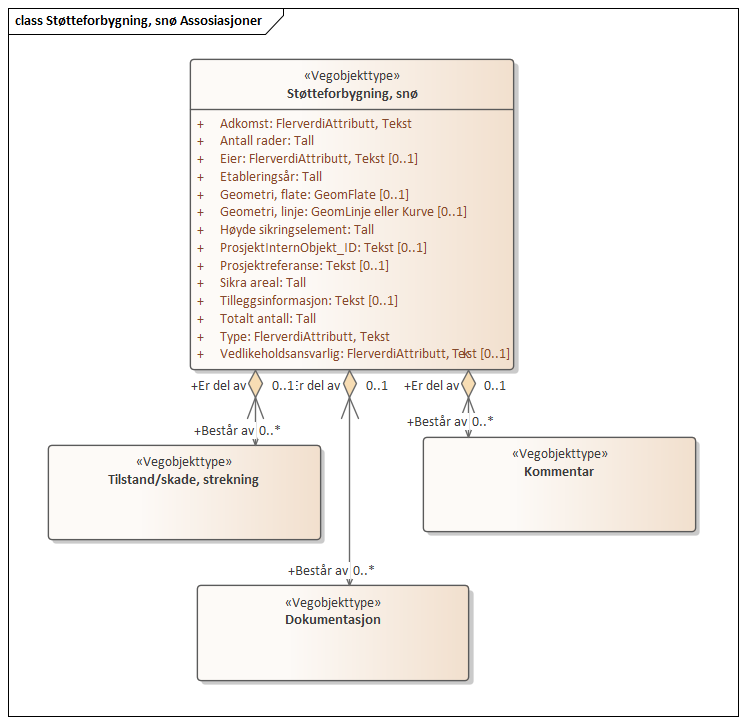 class Støtteforbygning, snø Assosiasjoner
«Vegobjekttype»
Støtteforbygning, snø
+ Adkomst: FlerverdiAttributt, Tekst
+ Antall rader: Tall
+ Eier: FlerverdiAttributt, Tekst [0..1]
+ Etableringsår: Tall
+ Geometri, flate: GeomFlate [0..1]
+ Geometri, linje: GeomLinje eller Kurve [0..1]
+ Høyde sikringselement: Tall
+ ProsjektInternObjekt_ID: Tekst [0..1]
+ Prosjektreferanse: Tekst [0..1]
+ Sikra areal: Tall
+ Tilleggsinformasjon: Tekst [0..1]
+ Totalt antall: Tall
+ Type: FlerverdiAttributt, Tekst
+ Vedlikeholdsansvarlig: FlerverdiAttributt, Tekst [0..1]
+Er del av 0..1 Er del av 0..1 +Er del av 0..1
+Består av 0..* +Består av 0..*
«Vegobjekttype»
Tilstand/skade, strekning
«Vegobjekttype»
Kommentar
+Består av 0..*
«Vegobjekttype»
Dokumentasjon